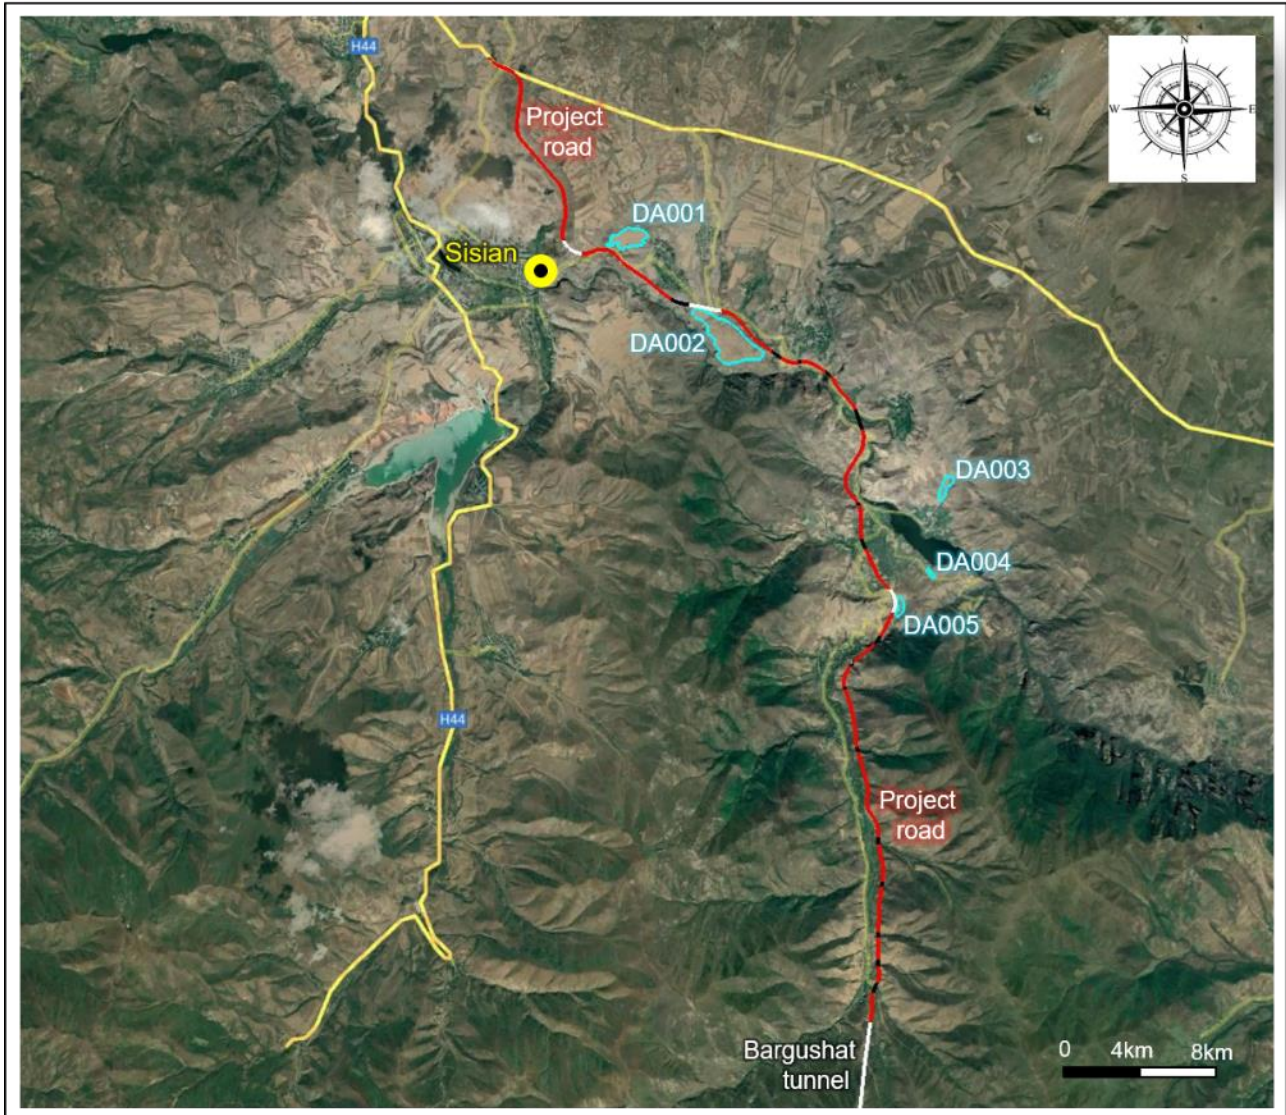 H44
N
W
E
S
Project
road
DA001
Sisian
DA002
DA003
DA004
DA005
H44
Project
road
Bargushat
tunnel
0 4km 8km